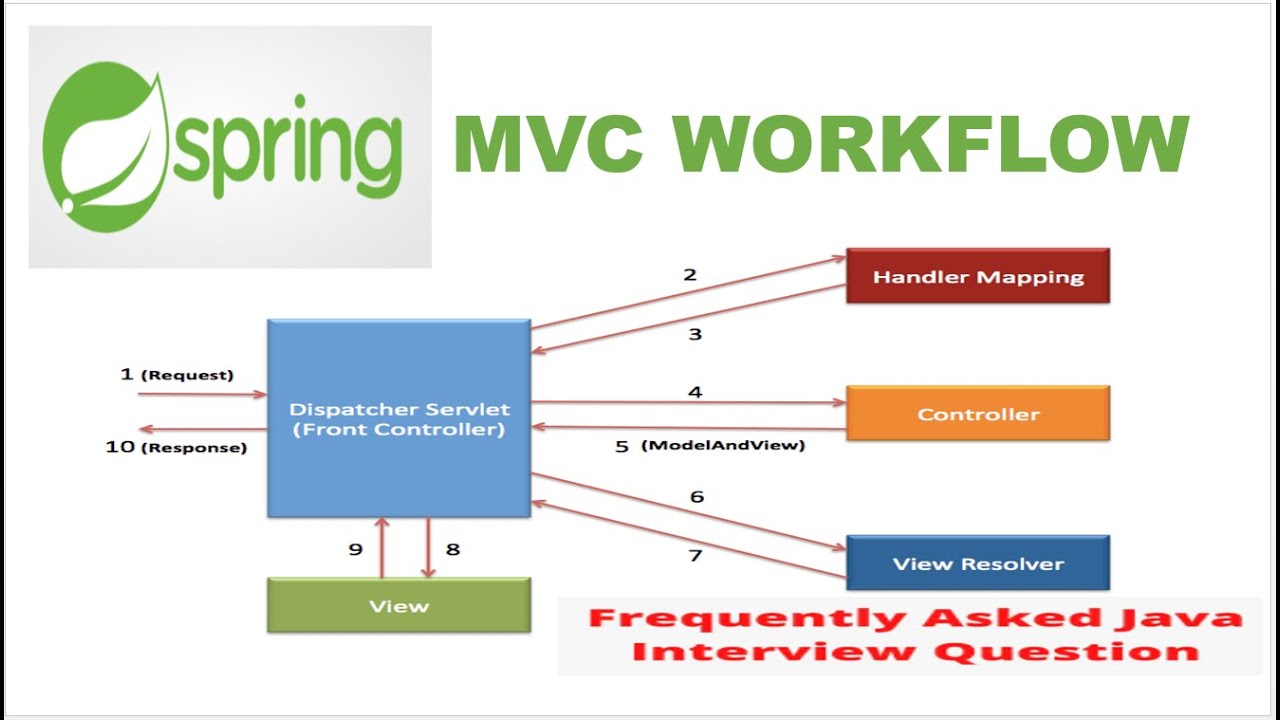 spring
MVC WORKFLOW
2
Handler Mapping
3
1 (Request)
4
Dispatcher Servlet
(Front Controller)
Controller
10 (Response)
5 (ModelAndView)
6
9
8
7
View Resolver
View
Frequently Asked Java
Interview Question